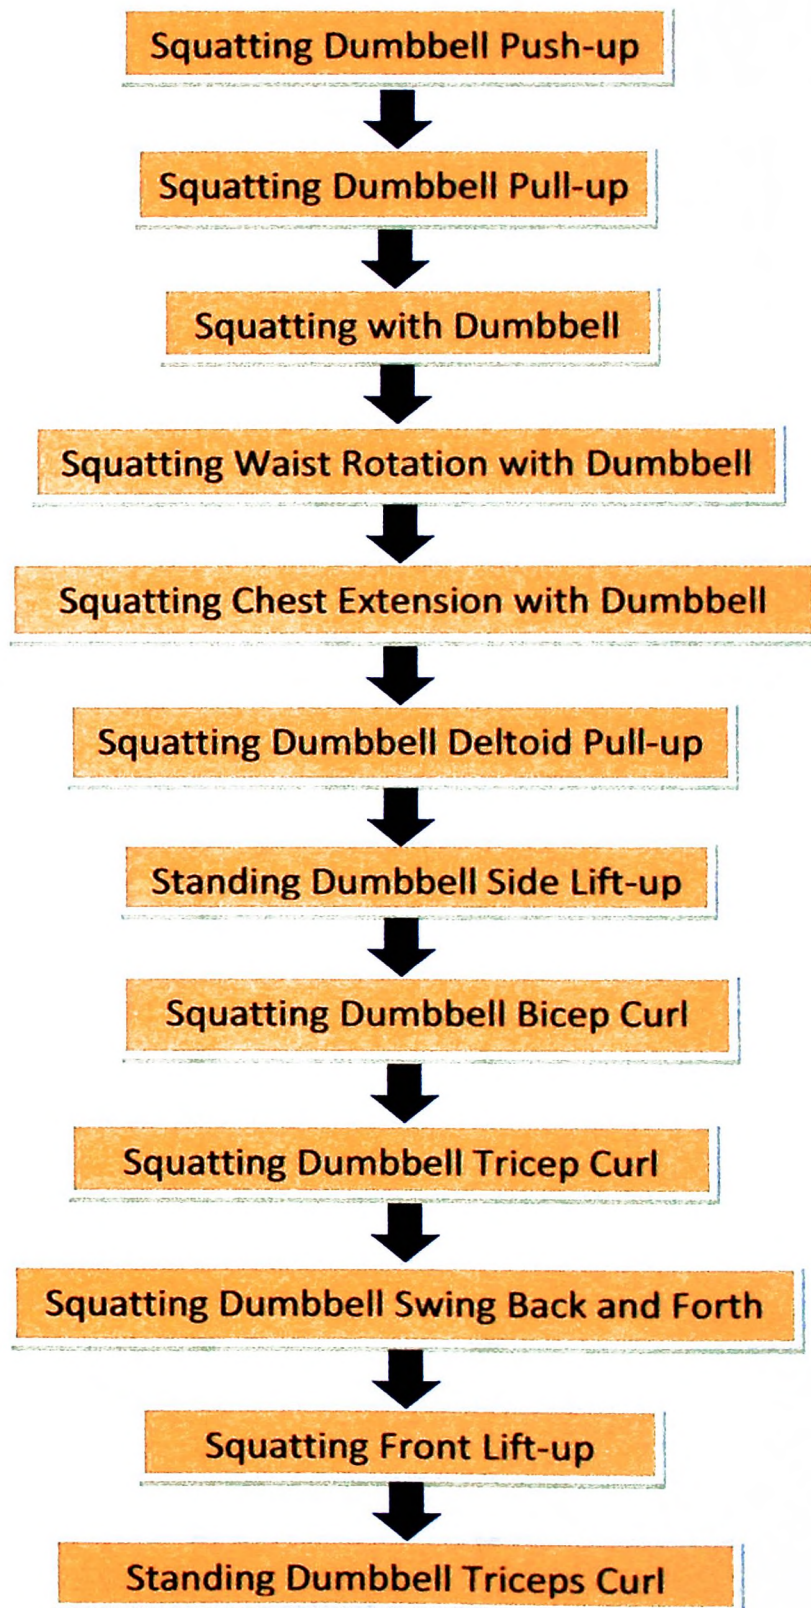 Squatting Dumbbell Push-up
Squatting Dumbbell Pull-up
Squatting with Dumbbell
Squatting Waist Rotation with Dumbbell
Squatting Chest Extension with Dumbbell
Squatting Dumbbell Deltoid Pull-up
Standing Dumbbell Side Lift-up
Squatting Dumbbell Bicep Curl
Squatting Dumbbell Tricep Curl
Squatting Dumbbell Swing Back and Forth
Squatting Front Lift-up
Standing Dumbbell Triceps Curl